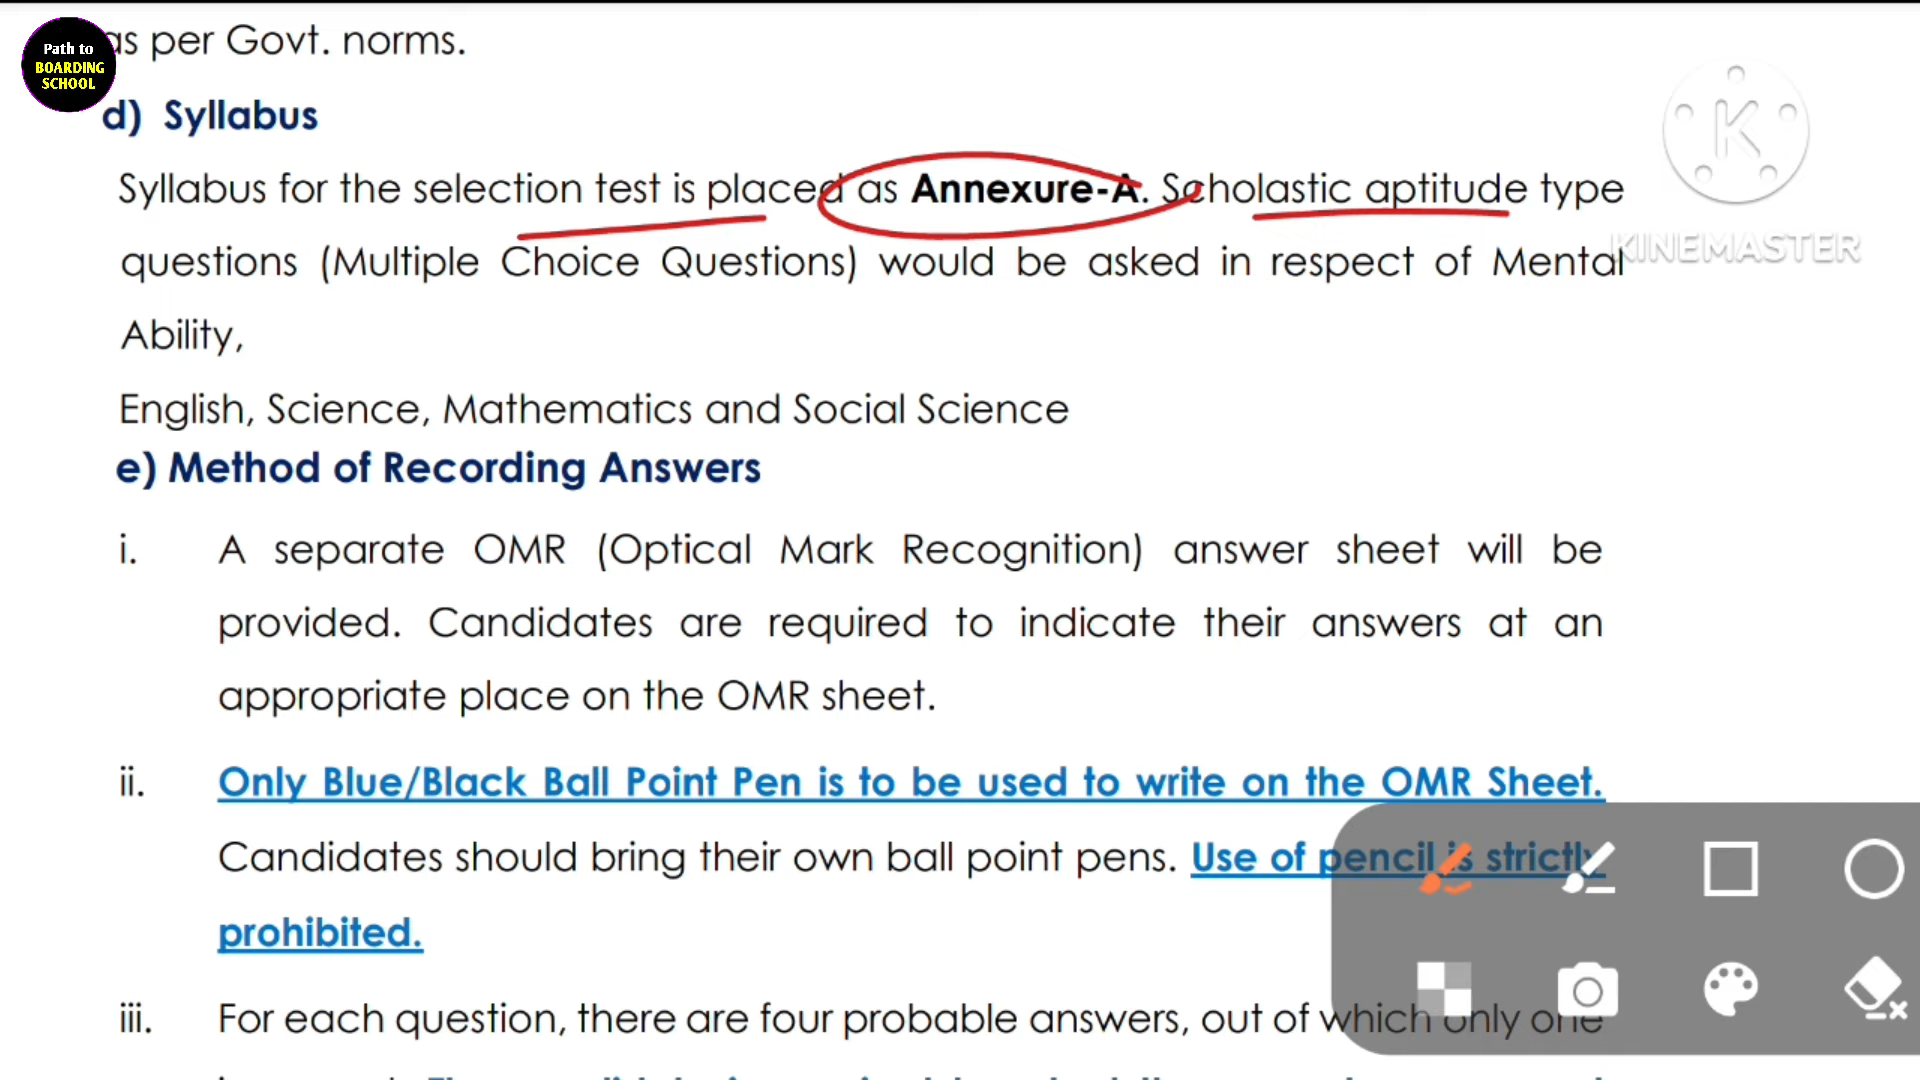 Path to
BOARDING
SCHOOL
as per Govt. norms.
d) Syllabus
Syllabus for the selection test is placed as Annexure-A. Scholastic aptitude type
questions (Multiple Choice Questions) would be asked in respect of Mental
Ability,
English, Science, Mathematics and Social Science
e) Method of Recording Answers
i. A separate OMR (Optical Mark Recognition) answer sheet will be
provided. Candidates are required to indicate their answers at an
appropriate place on the OMR sheet.
ii. Only Blue/Black Ball Point Pen is to be used to write on the OMR Sheet.
Candidates should bring their own ball point pens. Use of pencil is strictly
prohibited.
iii. For each question, there are four probable answers, out of which only one
K
KINEMASTER